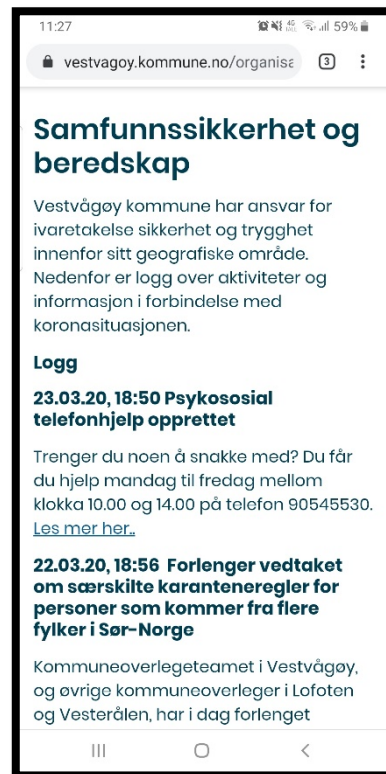 11:27 59%
vestvagoy.kommune.no/organisa 3
Samfunnssikkerhet og
beredskap
Vestvågøy kommune har ansvar for
ivaretakelse sikkerhet og trygghet
innenfor sitt geografiske område.
Nedenfor er logg over aktiviteter og
informasjon i forbindelse med
koronasituasjonen.
Logg
23.03.20, 18:50 Psykososial
telefonhjelp opprettet
Trenger du noen å snakke med? Du får
du hjelp mandag til fredag mellom
klokka 10.00 og 14.00 på telefon 90545530.
Les mer her..
22.03.20, 18:56 Forlenger vedtaket
om særskilte karanteneregler for
personer som kommer fra flere
fylker i Sør-Norge
Kommuneoverlegeteamet i Vestvågøy,
og øvrige kommuneoverleger i Lofoten
og Vesterålen, har i dag forlenget